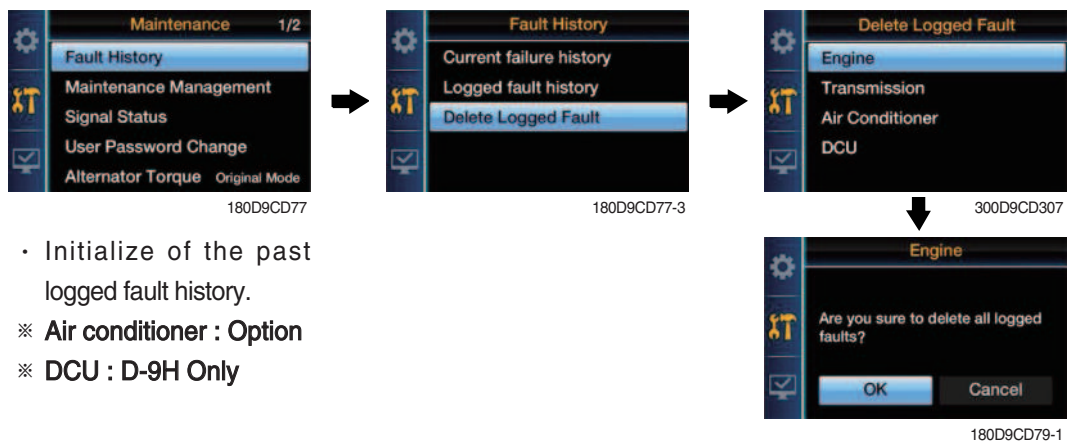 Maintenance 1/2
Fault History
Maintenance Management
Signal Status
User Password Change
Alternator Torque Original Mode
180D9CD77
Fault History
Current failure history
Logged fault history
Delete Logged Fault
180D9CD77-3
Delete Logged Fault
Engine
Transmission
Air Conditioner
DCU
300D9CD307
Engine
Are you sure to delete all logged
faults?
OK Cancel
180D9CD79-1
· Initialize of the past
logged fault history.
※ Air conditioner : Option
※ DCU : D-9H Only